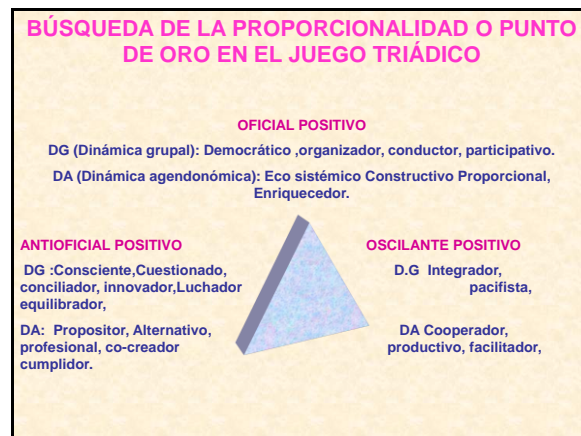 BÚSQUEDA DE LA PROPORCIONALIDAD O PUNTO
DE ORO EN EL JUEGO TRIÁDICO
OFICIAL POSITIVO
DG (Dinámica grupal): Democrático ,organizador, conductor, participativo.
DA (Dinámica agendonómica): Eco sistémico Constructivo Proporcional,
Enriquecedor.
ANTIOFICIAL POSITIVO
DG :Consciente,Cuestionado,
conciliador, innovador,Luchador
equilibrador,
DA: Propositor, Alternativo,
profesional, co-creador
cumplidor.
OSCILANTE POSITIVO
D.G Integrador,
pacifista,
DA Cooperador,
productivo, facilitador,